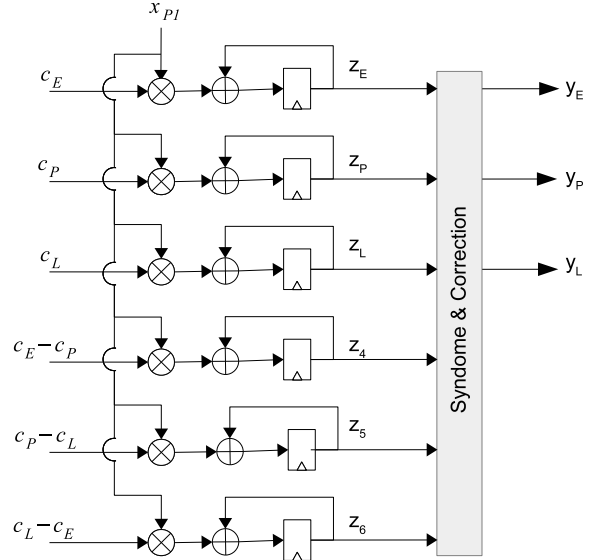 x_P1
c_E
z_E
y_E
c_P
z_P
y_P
c_L
z_L
y_L
c_E−c_P
z_4
c_P−c_L
z_5
c_L−c_E
z_6
Syndome & Correction